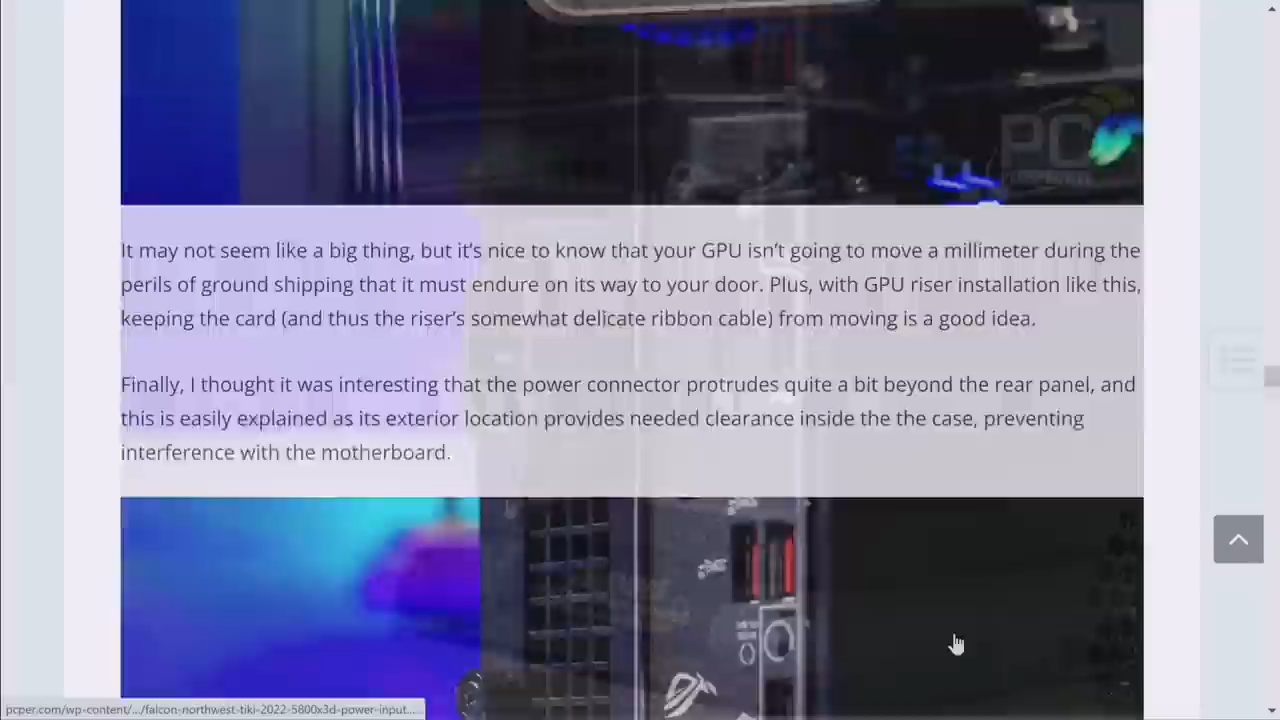 PC
It may not seem like a big thing, but it's nice to know that your GPU isn't going to move a millimeter during the
perils of ground shipping that it must endure on its way to your door. Plus, with GPU riser installation like this,
keeping the card (and thus the riser's somewhat delicate ribbon cable) from moving is a good idea.
Finally, I thought it was interesting that the power connector protrudes quite a bit beyond the rear panel, and
this is easily explained as its exterior location provides needed clearance inside the the case, preventing
interference with the motherboard.
pcper.com/wp-content/.../falcon-northwest-tiki-2022-5800x3d-power-input....